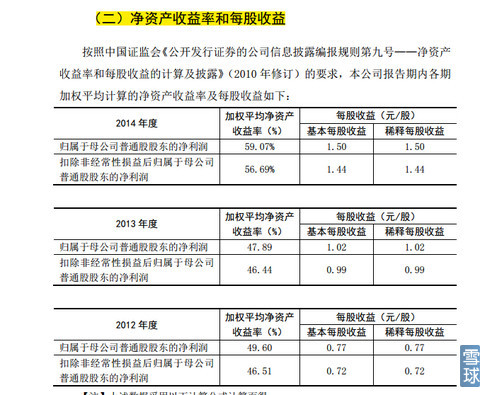 （二）净资产收益率和每股收益
按照中国证监会《公开发行证券的公司信息披露编报规则第九号——净资产
收益率和每股收益的计算及披露》（2010年修订）的要求，本公司报告期内各期
加权平均计算的净资产收益率及每股收益如下：
2014 年度 加权平均净资产收益率（%） 每股收益（元/股）
基本每股收益 稀释每股收益
归属于母公司普通股股东的净利润 59.07% 1.50 1.50
扣除非经常性损益后归属于母公司普通股股东的净利润 56.69% 1.44 1.44
2013 年度 加权平均净资产收益率（%） 每股收益（元/股）
基本每股收益 稀释每股收益
归属于母公司普通股股东的净利润 47.89 1.02 1.02
扣除非经常性损益后归属于母公司普通股股东的净利润 46.44 0.99 0.99
2012 年度 加权平均净资产收益率（%） 每股收益（元/股）
基本每股收益 稀释每股收益
归属于母公司普通股股东的净利润 49.60 0.77 0.77
扣除非经常性损益后归属于母公司普通股股东的净利润 46.51 0.72 0.72
雪球